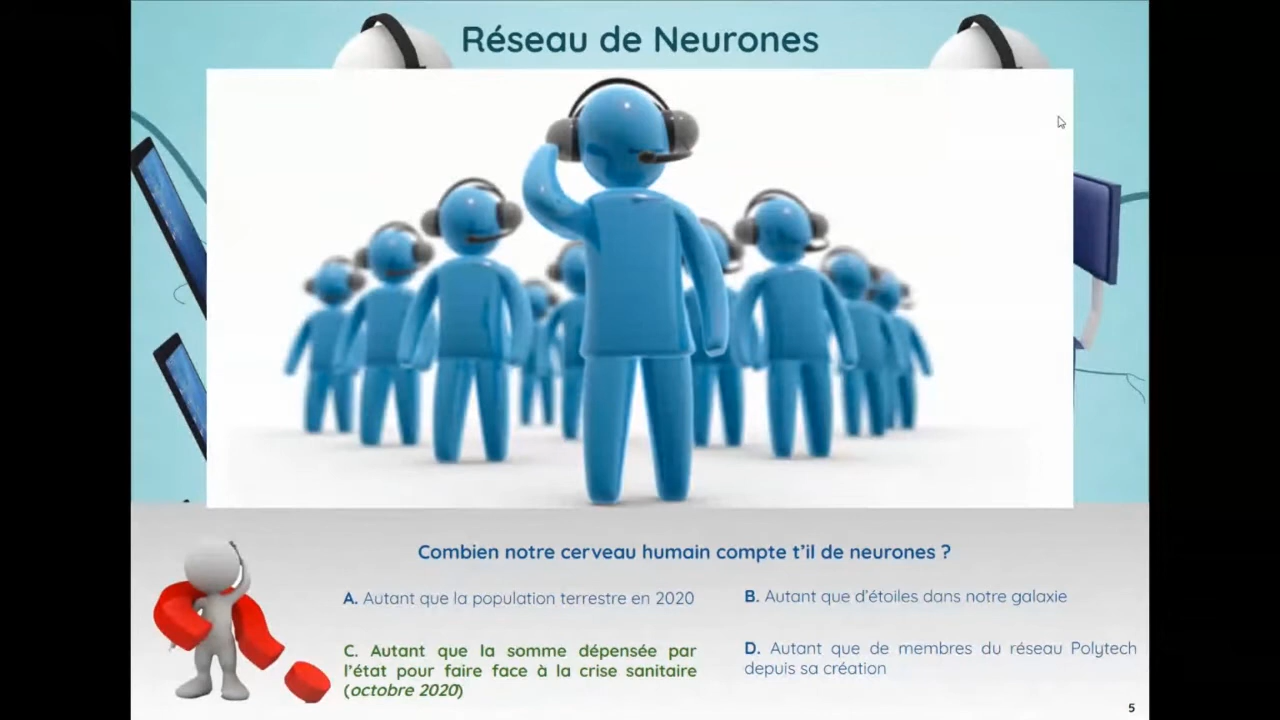 Réseau de Neurones
Combien notre cerveau humain compte t'il de neurones ?
A. Autant que la population terrestre en 2020
B. Autant que d'étoiles dans notre galaxie
C. Autant que la somme dépensée par
l'état pour faire face à la crise sanitaire
(octobre 2020)
D. Autant que de membres du réseau Polytech
depuis sa création
5